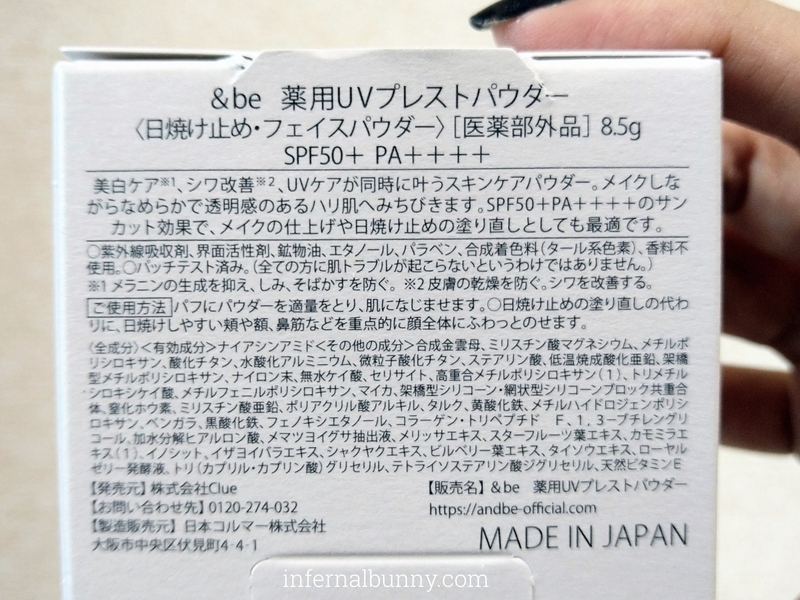 &be 薬用UVプレストパウダー
〈日焼け止め・フェイスパウダー〉［医薬部外品］8.5g
SPF50+ PA++++
美白ケア※1、シワ改善※2、UVケアが同時に叶うスキンケアパウダー。メイクしな
がらなめらかで透明感のあるハリ肌へみちびきます。SPF50+PA++++のサン
カット効果で、メイクの仕上げや日焼け止めの塗り直しとしても最適です。
○紫外線吸収剤、界面活性剤、鉱物油、エタノール、パラベン、合成着色料（タール系色素）、香料不
使用。○パッチテスト済み。（全ての方に肌トラブルが起こらないというわけではありません。）
※1 メラニンの生成を抑え、しみ、そばかすを防ぐ。 ※2 皮膚の乾燥を防ぐ。シワを改善する。
ご使用方法 パフにパウダーを適量をとり、肌になじませます。○日焼け止めの塗り直しの代わ
りに、日焼けしやすい頬や額、鼻筋などを重点的に顔全体にふわっとのせます。
〈全成分〉<有効成分>ナイアシンアミド<その他の成分>合成金雲母、ミリスチン酸マグネシウム、メチルポ
リシロキサン、酸化チタン、水酸化アルミニウム、微粒子酸化チタン、ステアリン酸、低温焼成酸化亜鉛、架橋
型メチルポリシロキサン、ナイロン末、無水ケイ酸、セリサイト、高重合メチルポリシロキサン（1）、トリメチル
シロキシケイ酸、メチルフェニルポリシロキサン、マイカ、架橋型シリコーン・網状型シリコーンブロック共重合
体、窒化ホウ素、ミリスチン酸亜鉛、ポリアクリル酸アルキル、タルク、黄酸化鉄、メチルハイドロジェンポリシ
ロキサン、ベンガラ、黒酸化鉄、フェノキシエタノール、コラーゲン・トリペプチド F、1，3－ブチレングリ
コール、加水分解ヒアルロン酸、メマツヨイグサ抽出液、メリッサエキス、スターフルーツ葉エキス、カモミラエ
キス（1）、イノシット、イザヨイバラエキス、シャクヤクエキス、ビルベリー葉エキス、タイソウエキス、ローヤル
ゼリー発酵液、トリ（カプリル・カプリン酸）グリセリル、テトライソステアリン酸ジグリセリル、天然ビタミンE
【発売元】株式会社Clue
【販売名】&be 薬用UVプレストパウダー
【お問い合わせ先】0120-274-032
https://andbe-official.com
【製造販売元】日本コルマー株式会社
大阪市中央区伏見町4-4-1
MADE IN JAPAN
infernalbunny.com